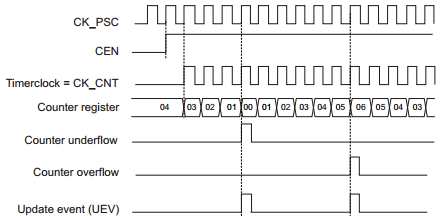 CK_PSC
CEN
Timerclock = CK_CNT
Counter register 04 03 02 01 00 01 02 03 04 05 06 05 04 03
Counter underflow
Counter overflow
Update event (UEV)